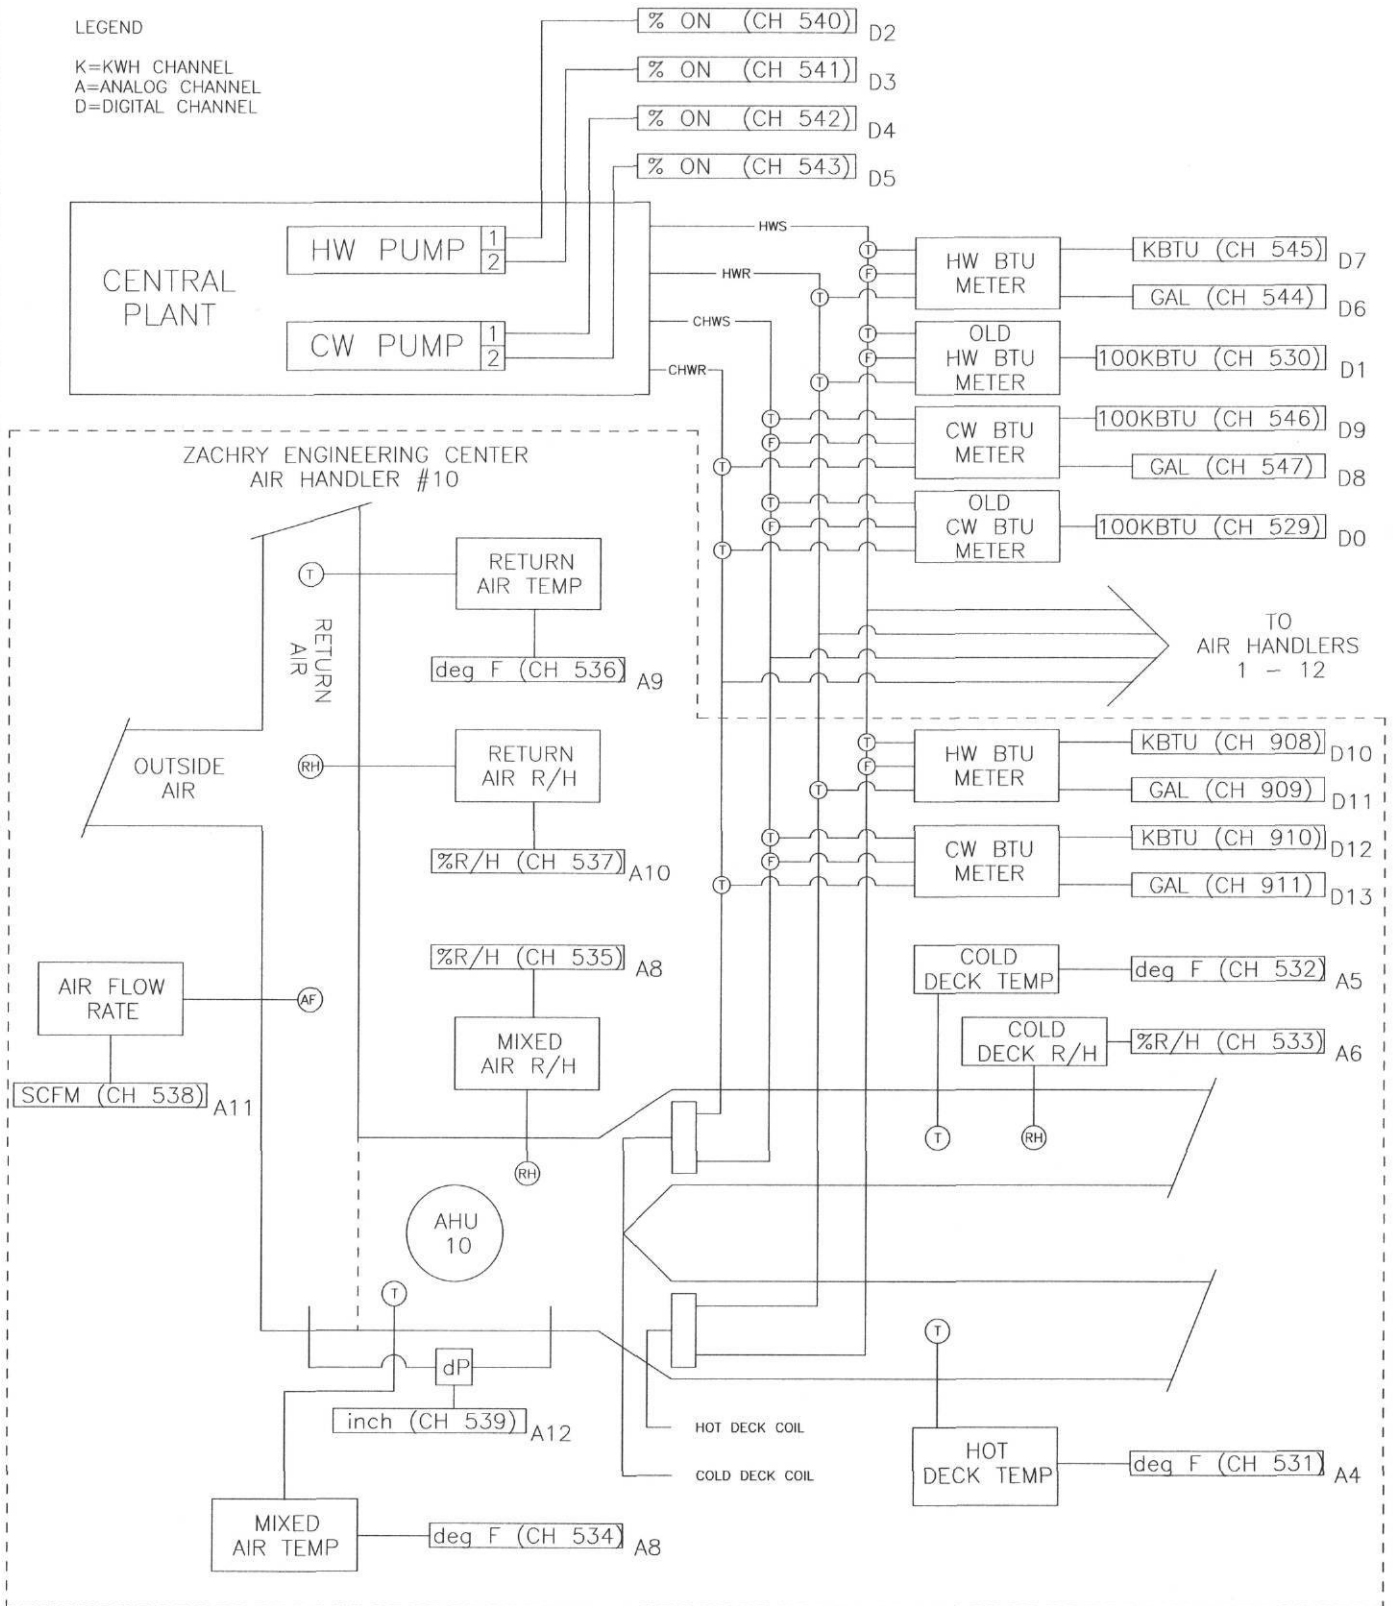 LEGEND
K=KWH CHANNEL
A=ANALOG CHANNEL
D=DIGITAL CHANNEL
% ON (CH 540) D2
% ON (CH 541) D3
% ON (CH 542) D4
% ON (CH 543) D5
CENTRAL
PLANT
HW PUMP 1
2
CW PUMP 1
2
HWS
HWR
CHWS
CHWR
T
F
T
HW BTU
METER
KBTU (CH 545) D7
GAL (CH 544) D6
T
F
T
OLD
HW BTU
METER
100KBTU (CH 530) D1
T
F
T
CW BTU
METER
100KBTU (CH 546) D9
GAL (CH 547) D8
T
F
T
OLD
CW BTU
METER
100KBTU (CH 529) D0
TO
AIR HANDLERS
1 - 12
ZACHRY ENGINEERING CENTER
AIR HANDLER #10
T
RETURN
AIR TEMP
deg F (CH 536) A9
RETURN
AIR
OUTSIDE
AIR
RH
RETURN
AIR R/H
%R/H (CH 537) A10
T
F
T
HW BTU
METER
KBTU (CH 908) D10
GAL (CH 909) D11
T
F
T
CW BTU
METER
KBTU (CH 910) D12
GAL (CH 911) D13
AIR FLOW
RATE
AF
SCFM (CH 538) A11
%R/H (CH 535) A8
MIXED
AIR R/H
RH
COLD
DECK TEMP
deg F (CH 532) A5
COLD
DECK R/H
%R/H (CH 533) A6
T
RH
AHU
10
T
dP
inch (CH 539) A12
T
HOT DECK COIL
COLD DECK COIL
HOT
DECK TEMP
deg F (CH 531) A4
MIXED
AIR TEMP
deg F (CH 534) A8